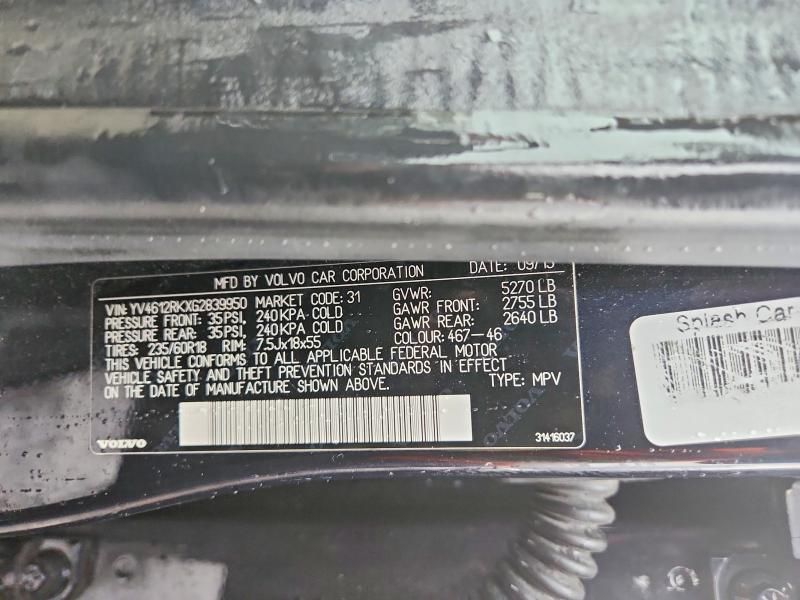 MFD BY VOLVO CAR CORPORATION DATE: 09/15
VIN: YV4612RKXG2839950 MARKET CODE: 31 GVWR: 5270 LB
PRESSURE FRONT: 35PSI, 240KPA COLD GAWR FRONT: 2755 LB
PRESSURE REAR: 35PSI, 240 KPA COLD GAWR REAR: 2640 LB
TIRES: 235/60R18 RIM: 7.5Jx18x55 COLOUR: 467-46
THIS VEHICLE CONFORMS TO ALL APPLICABLE FEDERAL MOTOR
VEHICLE SAFETY AND THEFT PREVENTION STANDARDS IN EFFECT
ON THE DATE OF MANUFACTURE SHOWN ABOVE. TYPE: MPV
VOLVO 31416037
Splash Car